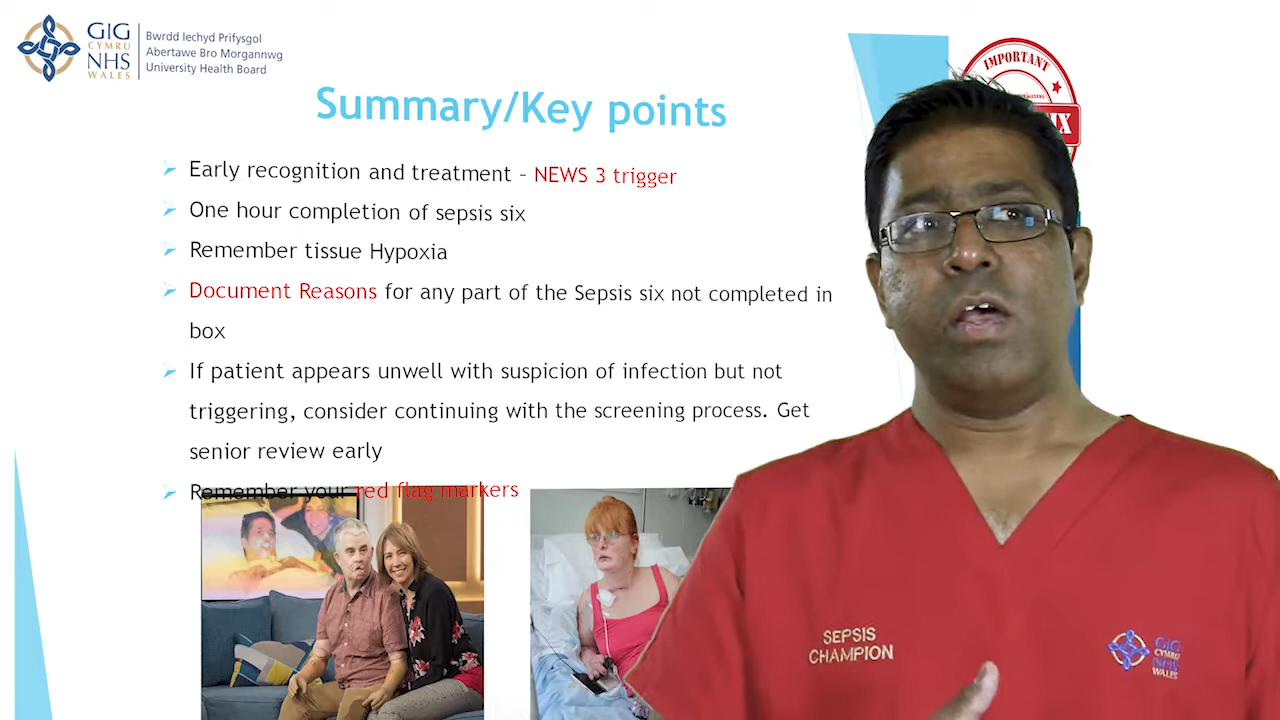 GIG
CYMRU
NHS
WALES
Bwrdd Iechyd Prifysgol
Abertawe Bro Morgannwg
University Health Board
IMPORTANT
Summary/Key points
Early recognition and treatment – NEWS 3 trigger
One hour completion of sepsis six
Remember tissue Hypoxia
Document Reasons for any part of the Sepsis six not completed in
box
If patient appears unwell with suspicion of infection but not
triggering, consider continuing with the screening process. Get
senior review early
Remember your red flag markers
SEPSIS
CHAMPION
GIG
CYMRU
NHS
WALES